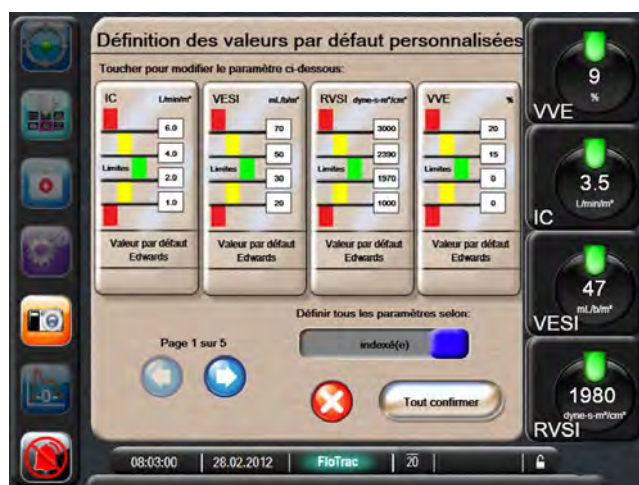 Définition des valeurs par défaut personnalisées
Toucher pour modifier le paramètre ci-dessous:
IC L/min/m²
6.0
4.0
Limites
2.0
1.0
Valeur par défaut
Edwards
VESI mL/b/m²
70
50
Limites
30
20
Valeur par défaut
Edwards
RVSI dyne-s-m²/cm⁵
3000
2390
Limites
1970
1000
Valeur par défaut
Edwards
VVE %
20
15
Limites
0
0
Valeur par défaut
Edwards
Définir tous les paramètres selon:
Page 1 sur 5
indexé(e)
Tout confirmer
9
%
VVE
3.5
L/min/m²
IC
47
mL/b/m²
VESI
1980
dyne-s-m²/cm⁵
RVSI
-0-
08:03:00 28.02.2012 FloTrac 20